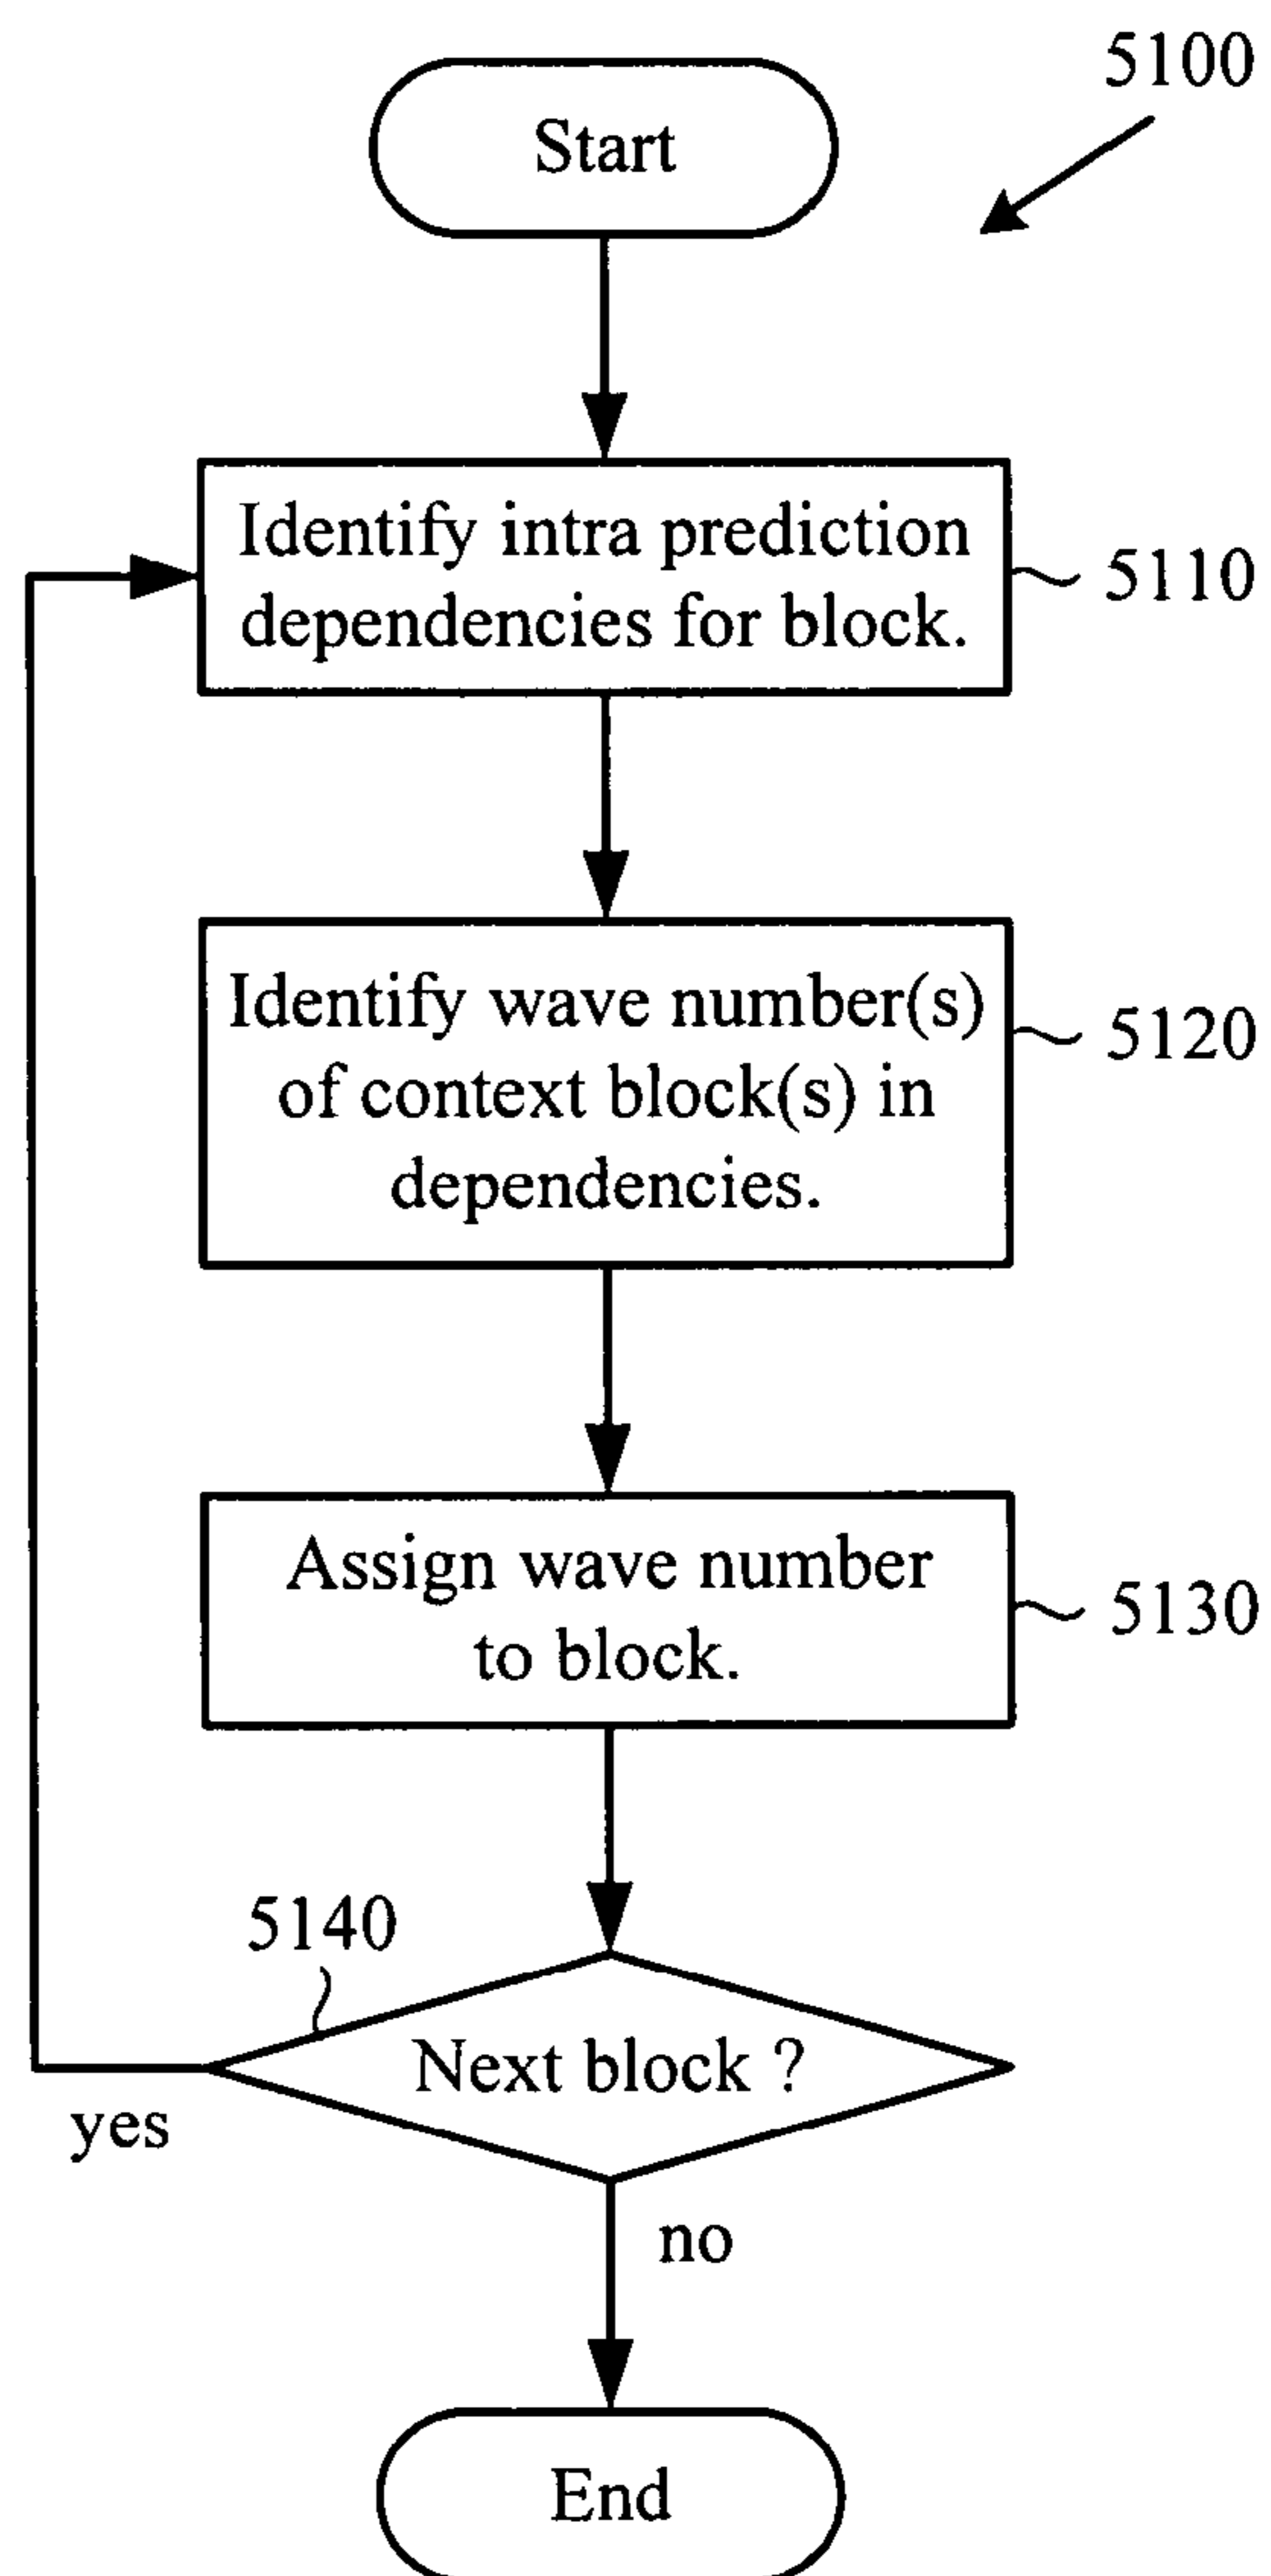 5100
Start
Identify intra prediction
dependencies for block.
5110
Identify wave number(s)
of context block(s) in
dependencies.
5120
Assign wave number
to block.
5130
5140
Next block ?
yes
no
End